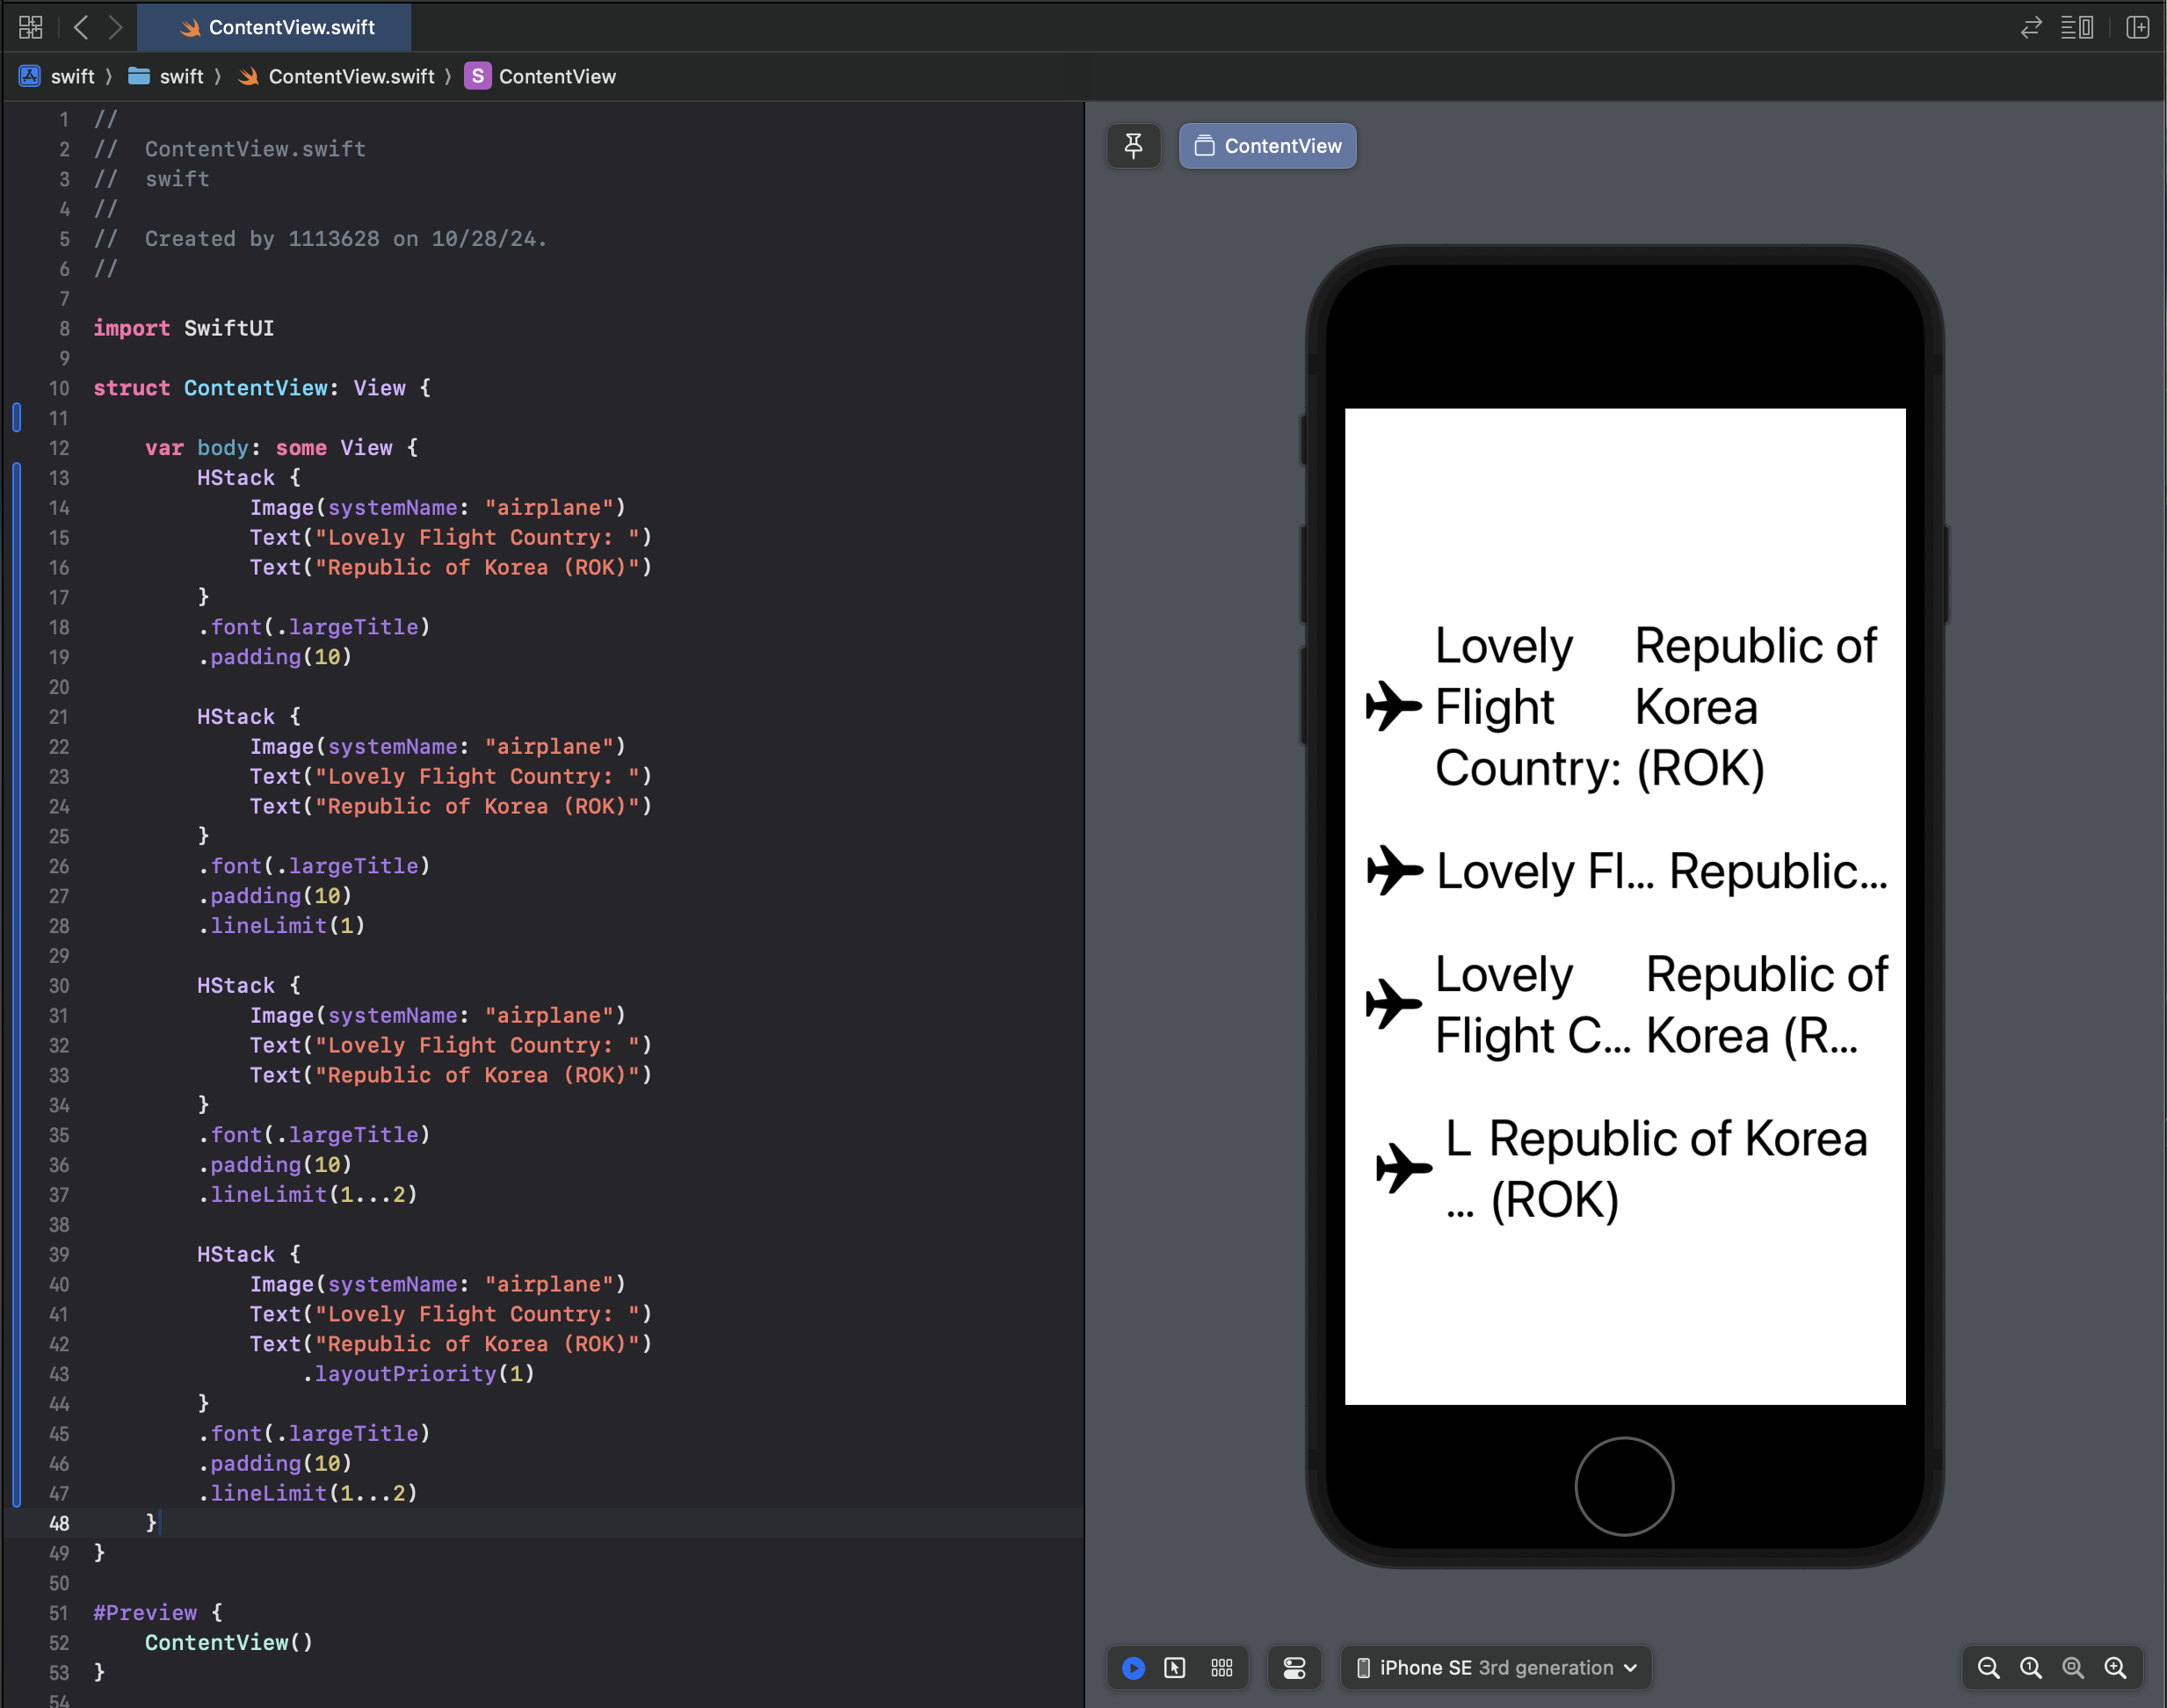 ContentView.swift
swift 〉 swift 〉 ContentView.swift 〉 S ContentView
1 //
2 //  ContentView.swift
3 //  swift
4 //
5 //  Created by 1113628 on 10/28/24.
6 //
7
8 import SwiftUI
9
10 struct ContentView: View {
11
12     var body: some View {
13         HStack {
14             Image(systemName: "airplane")
15             Text("Lovely Flight Country: ")
16             Text("Republic of Korea (ROK)")
17         }
18         .font(.largeTitle)
19         .padding(10)
20
21         HStack {
22             Image(systemName: "airplane")
23             Text("Lovely Flight Country: ")
24             Text("Republic of Korea (ROK)")
25         }
26         .font(.largeTitle)
27         .padding(10)
28         .lineLimit(1)
29
30         HStack {
31             Image(systemName: "airplane")
32             Text("Lovely Flight Country: ")
33             Text("Republic of Korea (ROK)")
34         }
35         .font(.largeTitle)
36         .padding(10)
37         .lineLimit(1...2)
38
39         HStack {
40             Image(systemName: "airplane")
41             Text("Lovely Flight Country: ")
42             Text("Republic of Korea (ROK)")
43                 .layoutPriority(1)
44         }
45         .font(.largeTitle)
46         .padding(10)
47         .lineLimit(1...2)
48     }
49 }
50
51 #Preview {
52     ContentView()
53 }
54
ContentView
Lovely
Flight
Country:
Republic of
Korea
(ROK)
Lovely Fl... Republic...
Lovely
Flight C...
Republic of
Korea (R...
L
...
Republic of Korea
(ROK)
iPhone SE 3rd generation